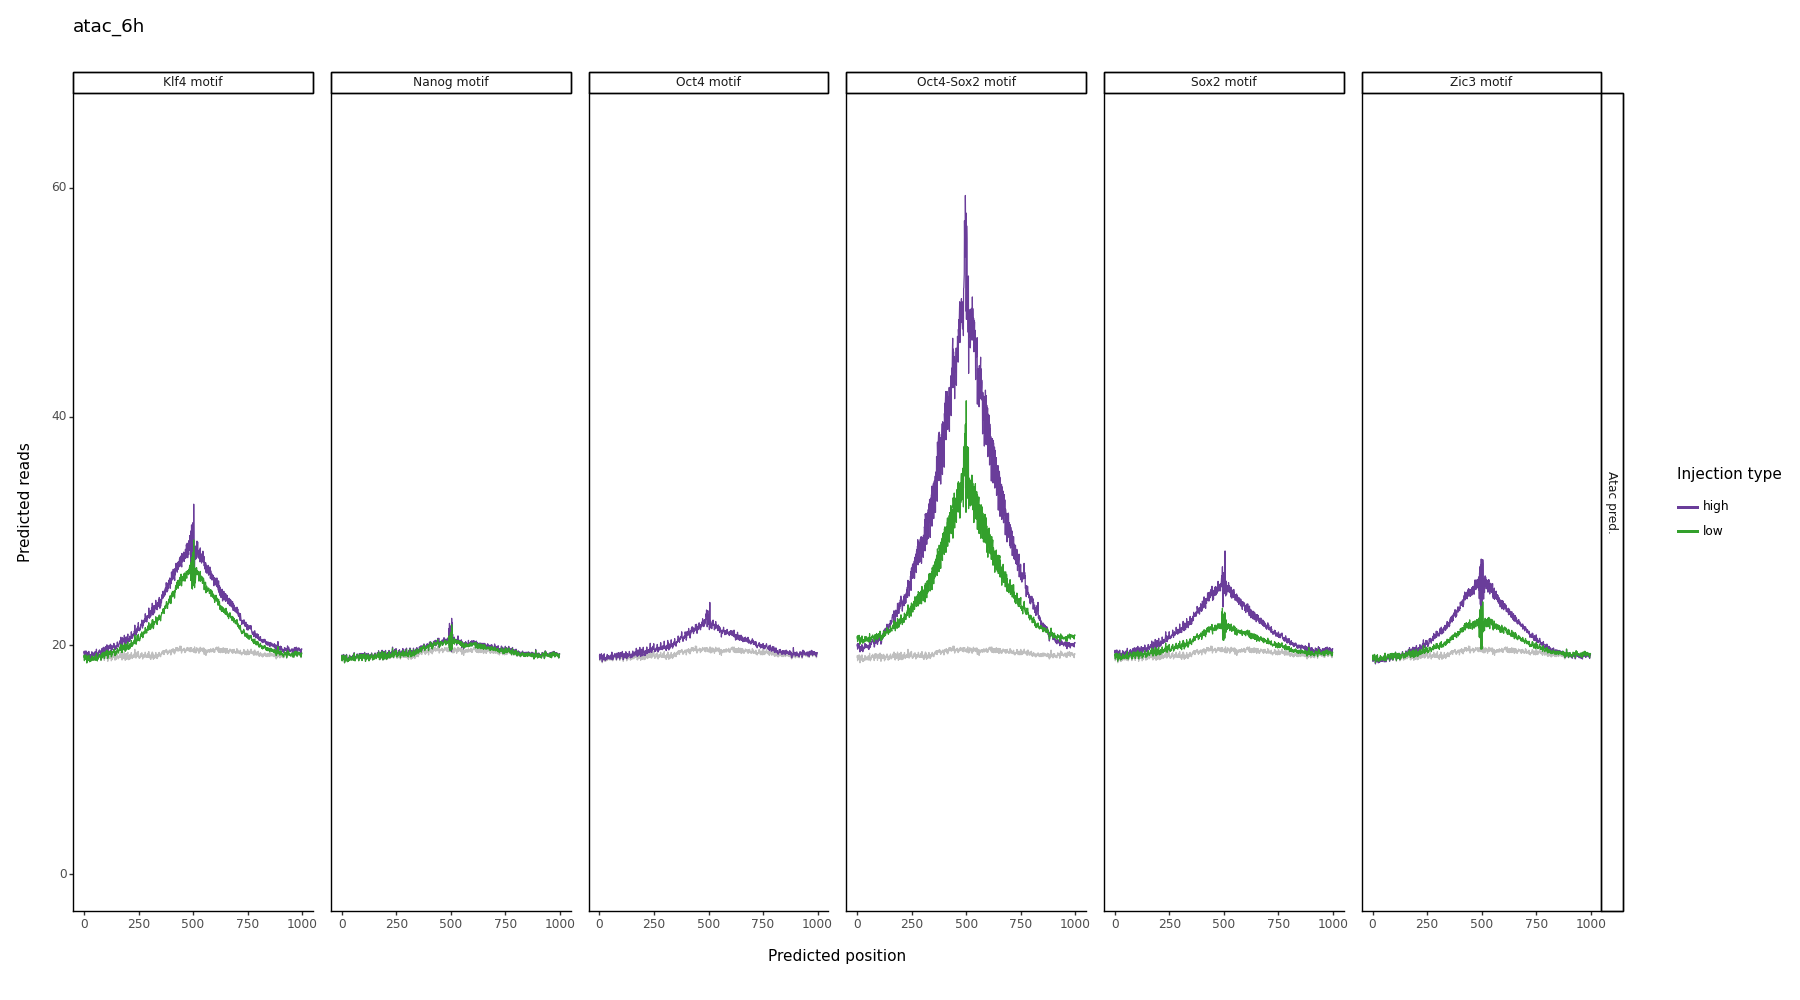 atac_6h
Klf4 motif
Nanog motif
Oct4 motif
Oct4-Sox2 motif
Sox2 motif
Zic3 motif
Predicted reads
60
40
20
0
0 250 500 750 1000
0 250 500 750 1000
0 250 500 750 1000
0 250 500 750 1000
0 250 500 750 1000
0 250 500 750 1000
Predicted position
Atac pred.
Injection type
high
low